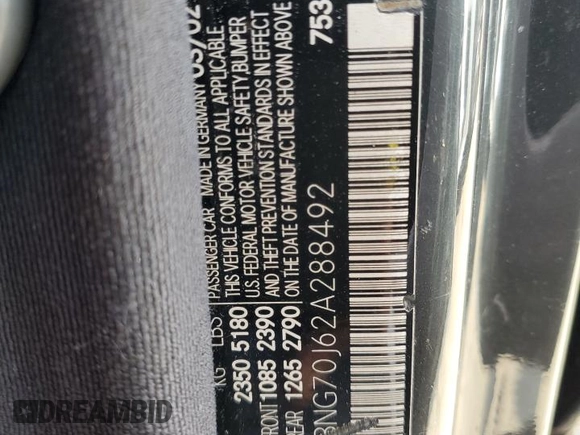 PASSENGER CAR MADE IN GERMANY 03/02
THIS VEHICLE CONFORMS TO ALL APPLICABLE
U.S. FEDERAL MOTOR VEHICLE SAFETY, BUMPER
AND THEFT PREVENTION STANDARDS IN EFFECT
ON THE DATE OF MANUFACTURE SHOWN ABOVE
KG LBS
2350 5180
FRONT 1085 2390
REAR 1265 2790
753
NG70J62A288492
DREAMBID